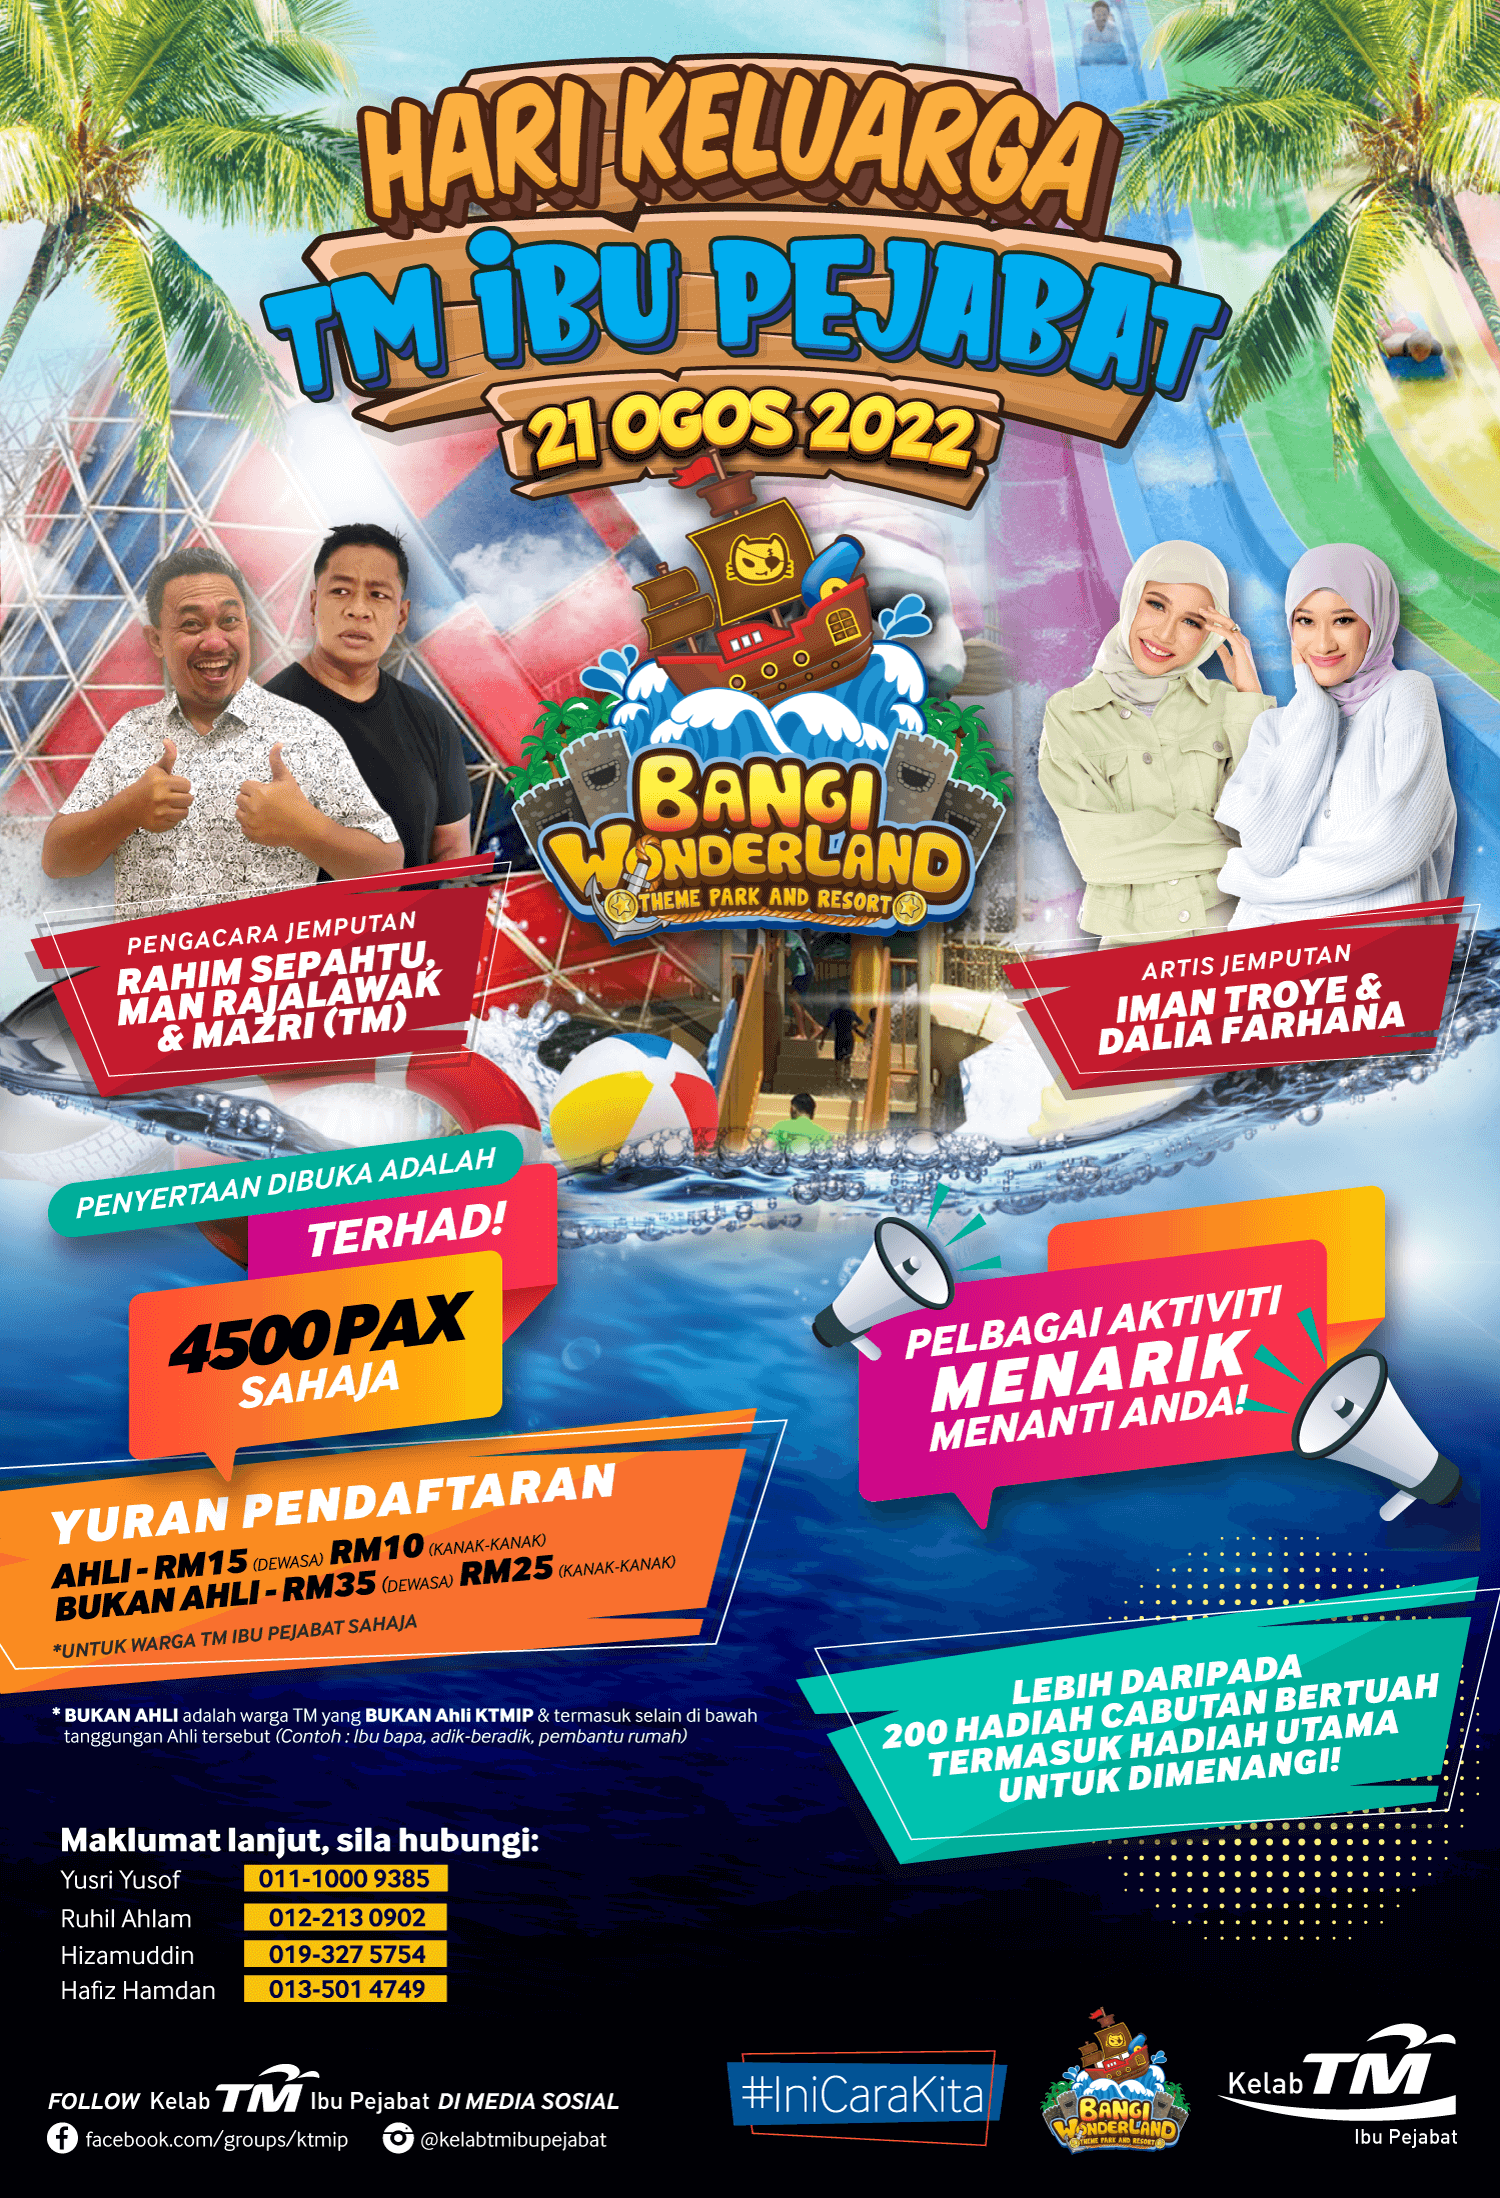 HARI KELUARGA
TM iBU PEJABAT
21 OGOS 2022
BANGI
WONDERLAND
THEME PARK AND RESORT
PENGACARA JEMPUTAN
RAHIM SEPAHTU,
MAN RAJALAWAK
& MAZRI (TM)
ARTIS JEMPUTAN
IMAN TROYE &
DALIA FARHANA
PENYERTAAN DIBUKA ADALAH
TERHAD!
4500 PAX
SAHAJA
PELBAGAI AKTIVITI
MENARIK
MENANTI ANDA!
YURAN PENDAFTARAN
AHLI - RM15 (DEWASA) RM10 (KANAK-KANAK)
BUKAN AHLI - RM35 (DEWASA) RM25 (KANAK-KANAK)
*UNTUK WARGA TM IBU PEJABAT SAHAJA
* BUKAN AHLI adalah warga TM yang BUKAN Ahli KTMIP & termasuk selain di bawah
tanggungan Ahli tersebut (Contoh : Ibu bapa, adik-beradik, pembantu rumah)
LEBIH DARIPADA
200 HADIAH CABUTAN BERTUAH
TERMASUK HADIAH UTAMA
UNTUK DIMENANGI!
Maklumat lanjut, sila hubungi:
Yusri Yusof 011-1000 9385
Ruhil Ahlam 012-213 0902
Hizamuddin 019-327 5754
Hafiz Hamdan 013-501 4749
FOLLOW Kelab TM Ibu Pejabat DI MEDIA SOSIAL
facebook.com/groups/ktmip @kelabtmibupejabat
#IniCaraKita
BANGI
WONDERLAND
THEME PARK AND RESORT
Kelab TM
Ibu Pejabat